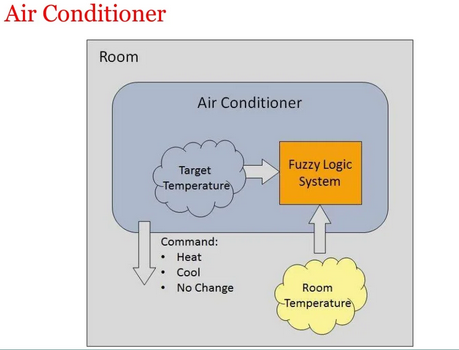 Air Conditioner
Room
Air Conditioner
Target
Temperature
Fuzzy Logic
System
Command:
• Heat
• Cool
• No Change
Room
Temperature